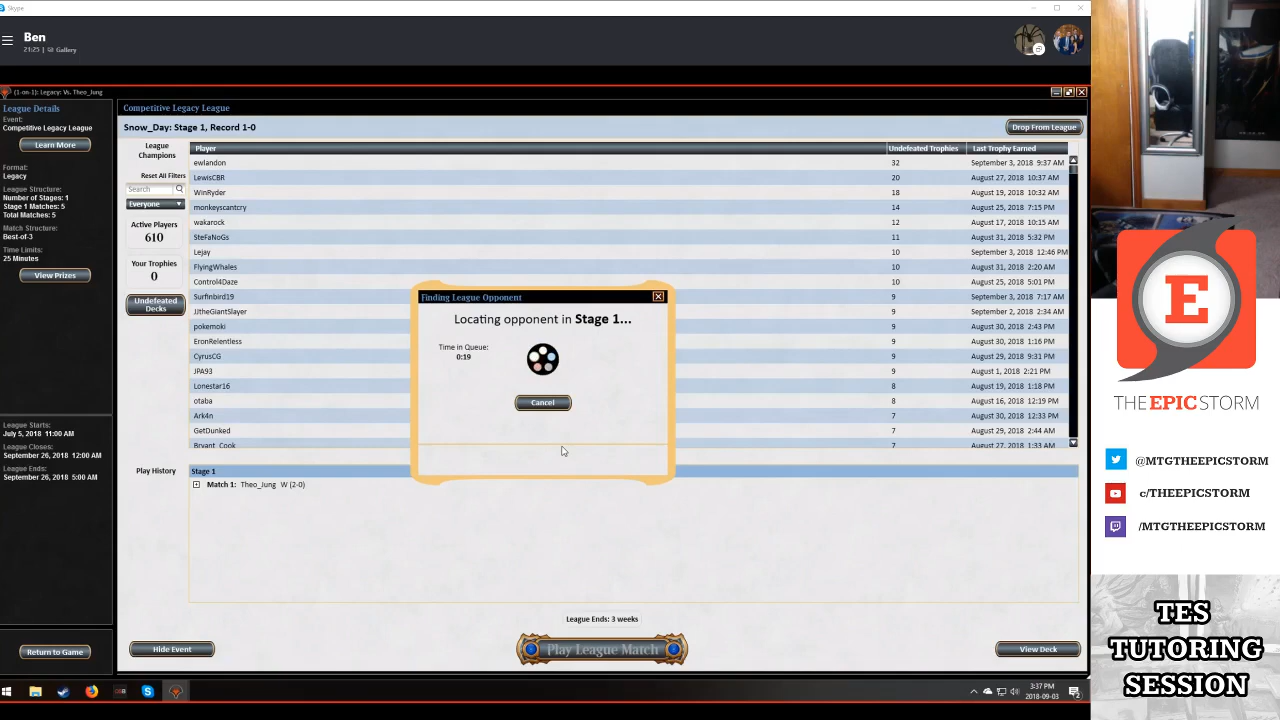 Skype
Ben
21:25 | Gallery
(1-on-1): Legacy: Vs. Theo_Jung
League Details
Event:
Competitive Legacy League
Learn More
Format:
Legacy
League Structure:
Number of Stages: 1
Stage 1 Matches: 5
Total Matches: 5
Match Structure:
Best-of-3
Time Limits:
25 Minutes
View Prizes
League Starts:
July 5, 2018 11:00 AM
League Closes:
September 26, 2018 12:00 AM
League Ends:
September 26, 2018 5:00 AM
Return to Game
Competitive Legacy League
Snow_Day: Stage 1, Record 1-0
Drop From League
League Champions
Reset All Filters
Search
Everyone
Active Players
610
Your Trophies
0
Undefeated Decks
Player Undefeated Trophies Last Trophy Earned
ewlandon 32 September 3, 2018 9:37 AM
LewisCBR 20 August 27, 2018 10:37 AM
WinRyder 18 August 19, 2018 10:32 AM
monkeyscantcry 14 August 25, 2018 7:15 PM
wakarock 12 August 17, 2018 10:15 AM
SteFaNoGs 11 August 31, 2018 5:32 PM
Lejay 10 September 3, 2018 12:46 PM
FlyingWhales 10 August 31, 2018 2:20 AM
Control4Daze 10 August 25, 2018 5:01 PM
Surfinbird19 9 September 3, 2018 7:17 AM
JJtheGiantSlayer 9 September 2, 2018 2:34 AM
pokemoki 9 August 30, 2018 2:43 PM
EronRelentless 9 August 30, 2018 1:16 PM
CyrusCG 9 August 29, 2018 9:31 PM
JPA93 9 August 1, 2018 2:21 PM
Lonestar16 8 August 19, 2018 1:18 PM
otaba 8 August 16, 2018 12:19 PM
Ark4n 7 August 30, 2018 12:33 PM
GetDunked 7 August 29, 2018 2:44 AM
Bryant_Cook 7 August 27, 2018 1:33 AM
Finding League Opponent
Locating opponent in Stage 1...
Time in Queue:
0:19
Cancel
Play History
Stage 1
Match 1: Theo_Jung W (2-0)
League Ends: 3 weeks
Hide Event
Play League Match
View Deck
3:37 PM
2018-09-03
2
E
THE EPIC STORM
@MTGTHEEPICSTORM
c/THEEPICSTORM
/MTGTHEEPICSTORM
TES
TUTORING
SESSION